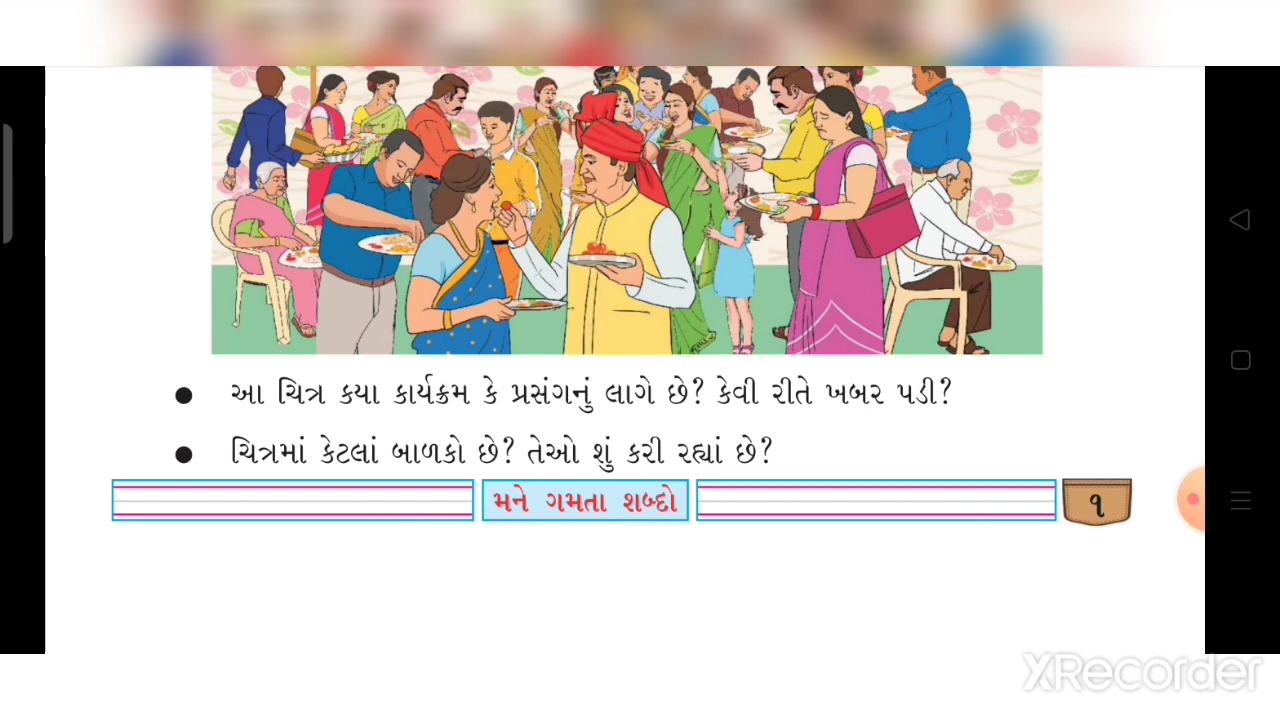 ● આ ચિત્ર કયા કાર્યક્રમ કે પ્રસંગનું લાગે છે? કેવી રીતે ખબર પડી?
● ચિત્રમાં કેટલાં બાળકો છે? તેઓ શું કરી રહ્યાં છે?
મને ગમતા શબ્દો
૧
XRecorder